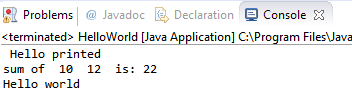 Problems @ Javadoc Declaration Console
<terminated> HelloWorld [Java Application] C:\Program Files\Java
Hello printed
sum of  10  12  is: 22
Hello world